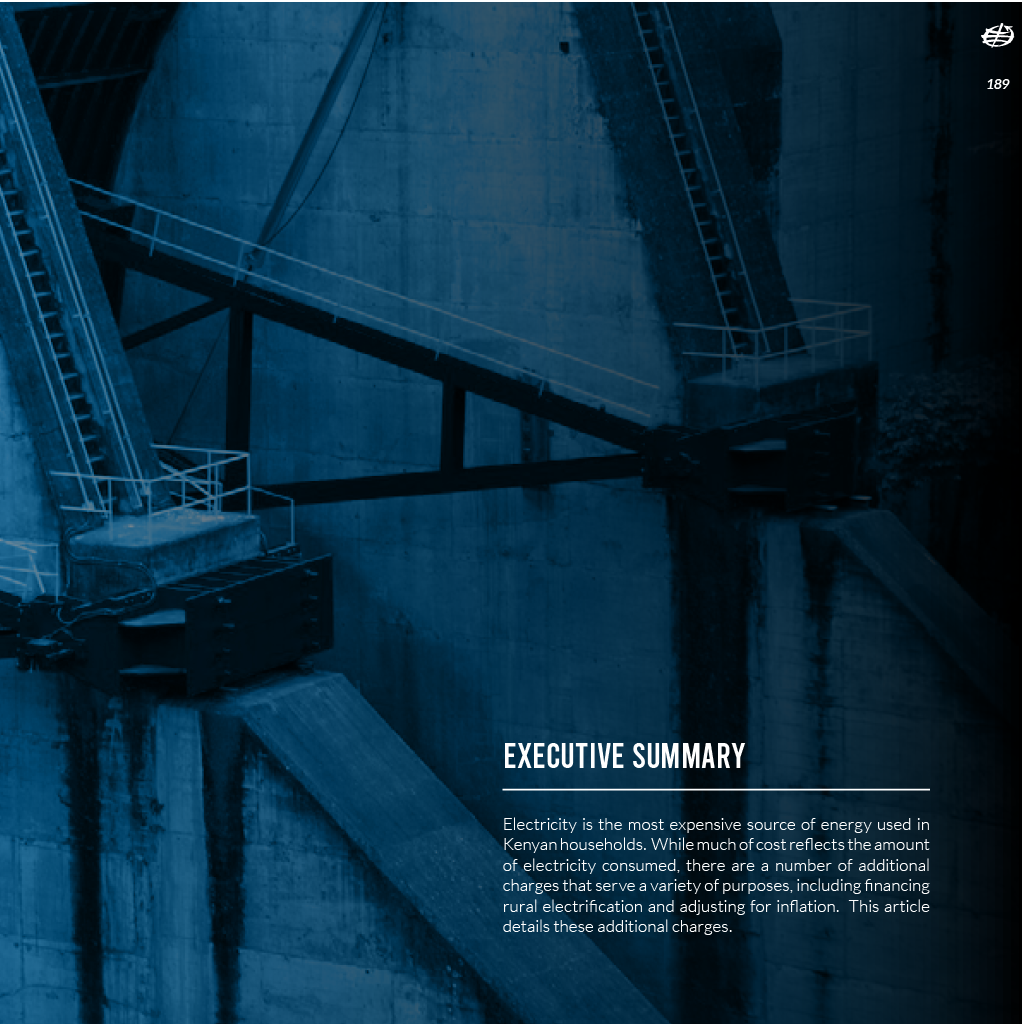 189
EXECUTIVE SUMMARY
Electricity is the most expensive source of energy used in
Kenyan households. While much of cost reflects the amount
of electricity consumed, there are a number of additional
charges that serve a variety of purposes, including financing
rural electrification and adjusting for inflation. This article
details these additional charges.